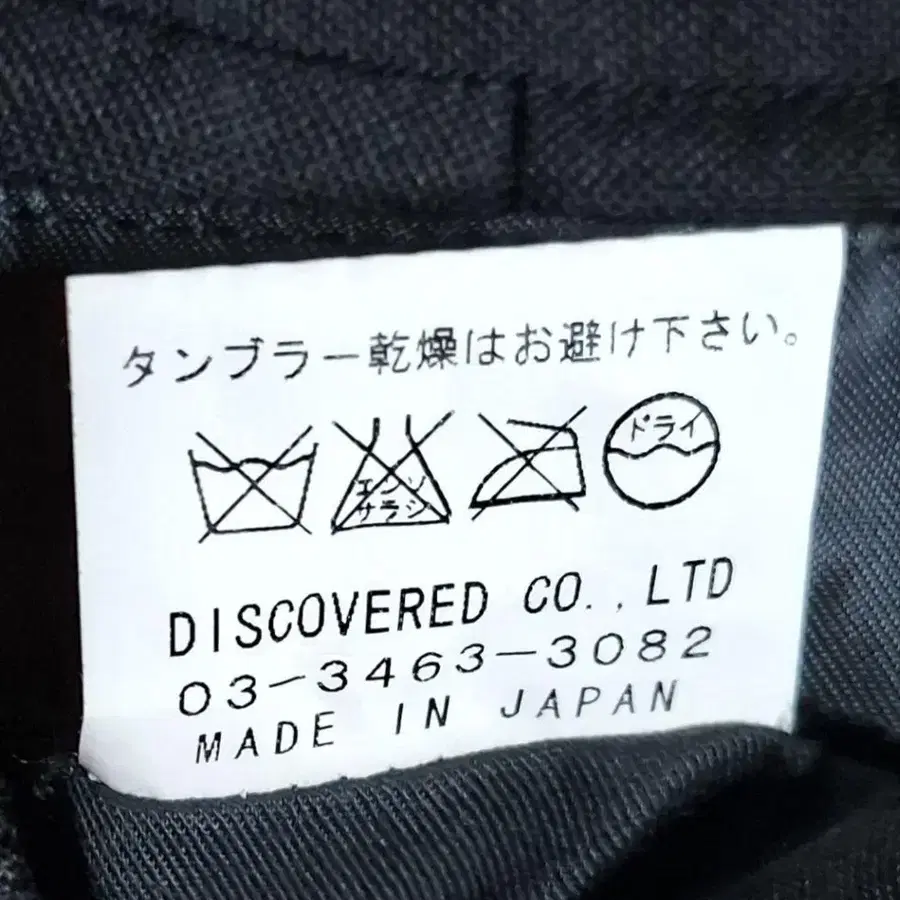 タンブラー乾燥はお避け下さい。
エンソ
サラシ
ドライ
DISCOVERED CO.,LTD
03-3463-3082
MADE IN JAPAN